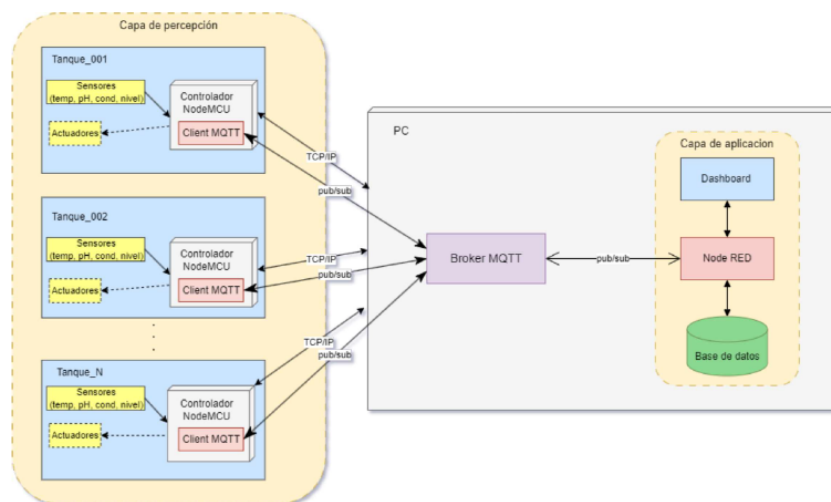 Capa de percepción
Tanque_001
Sensores
(temp, pH, cond, nivel)
Actuadores
Controlador
NodeMCU
Client MQTT
TCP/IP
pub/sub
Tanque_002
Sensores
(temp, pH, cond, nivel)
Actuadores
Controlador
NodeMCU
Client MQTT
TCP/IP
pub/sub
Tanque_N
Sensores
(temp, pH, cond, nivel)
Actuadores
Controlador
NodeMCU
Client MQTT
TCP/IP
pub/sub
PC
Broker MQTT
pub/sub
Capa de aplicacion
Dashboard
Node RED
Base de datos